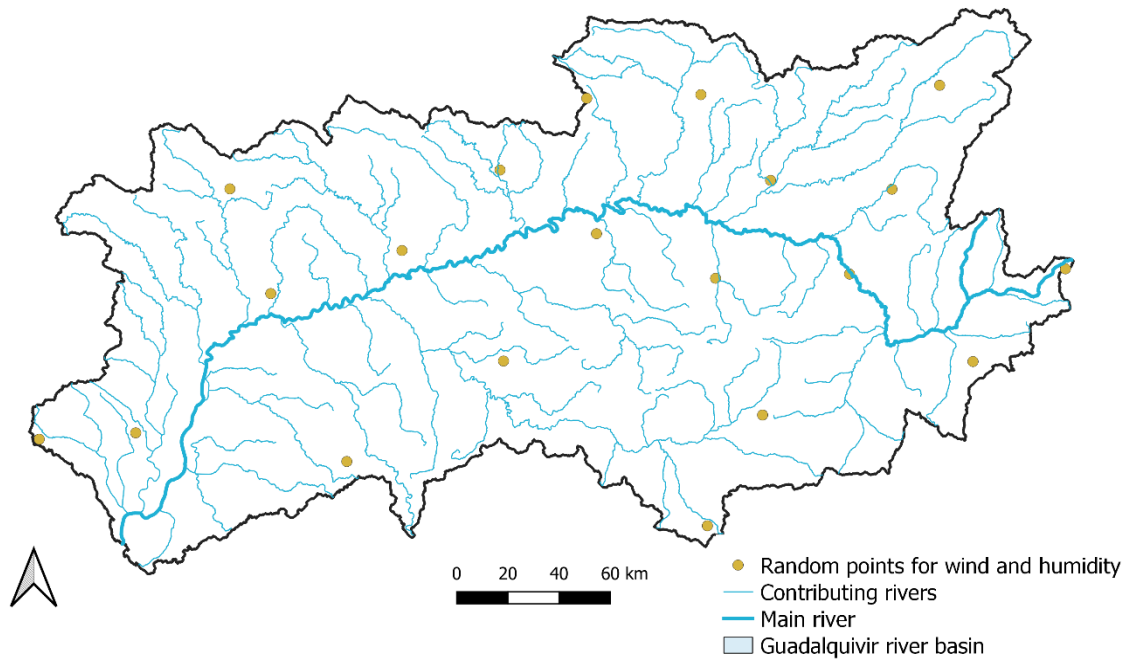 0 20 40 60 km
Random points for wind and humidity
Contributing rivers
Main river
Guadalquivir river basin